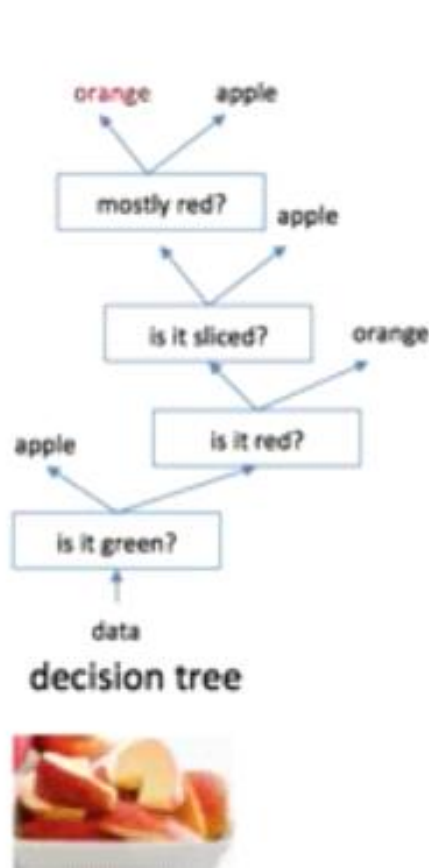 orange apple
mostly red?
apple
is it sliced?
orange
is it red?
apple
is it green?
data
decision tree